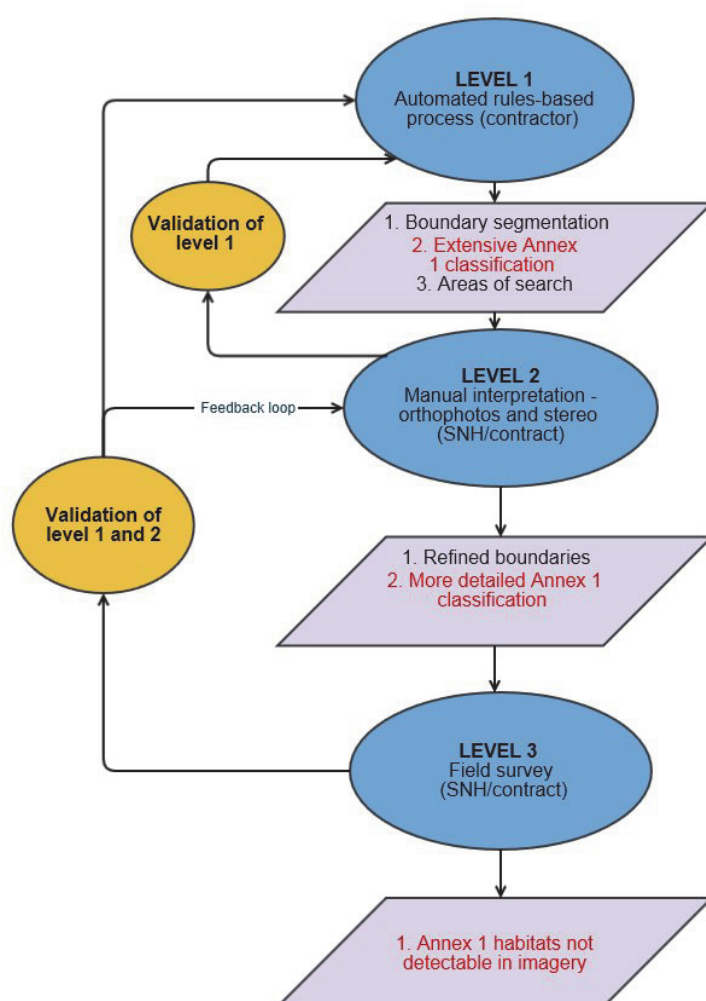 LEVEL 1
Automated rules-based
process (contractor)
Validation of
level 1
1. Boundary segmentation
2. Extensive Annex
1 classification
3. Areas of search
LEVEL 2
Manual interpretation -
orthophotos and stereo
(SNH/contract)
Feedback loop
Validation of
level 1 and 2
1. Refined boundaries
2. More detailed Annex 1
classification
LEVEL 3
Field survey
(SNH/contract)
1. Annex 1 habitats not
detectable in imagery